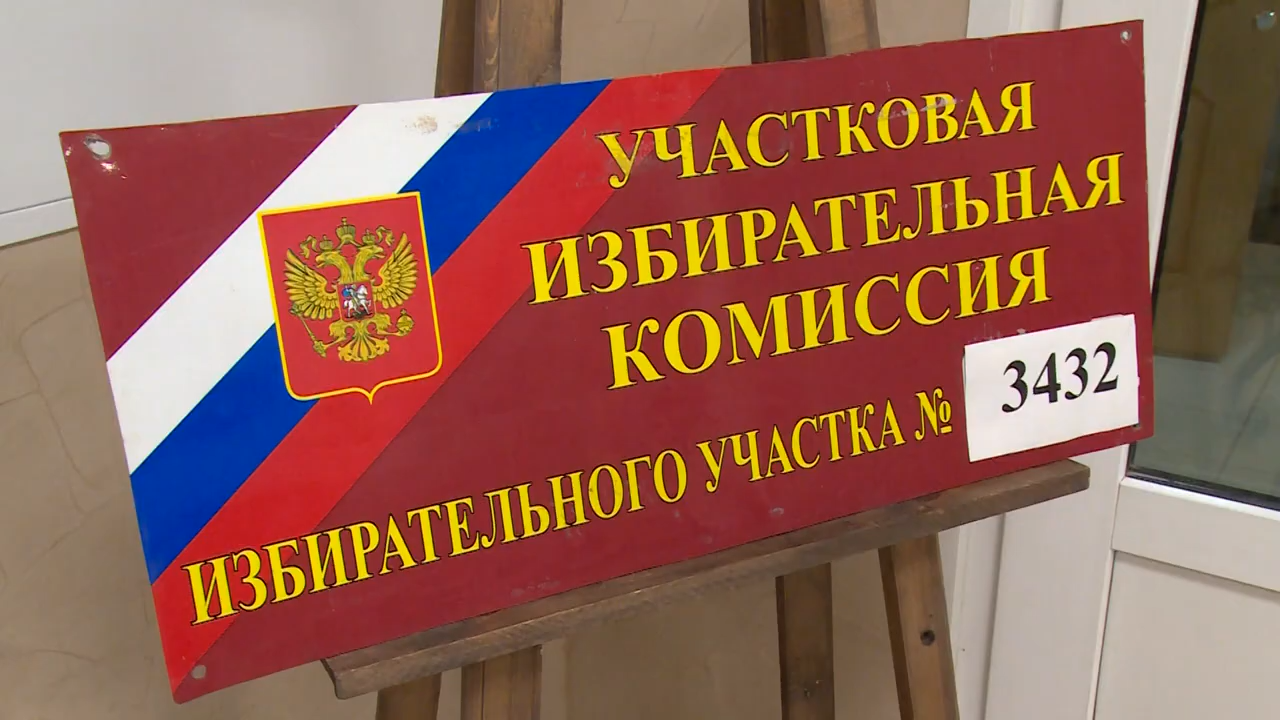 УЧАСТКОВАЯ
ИЗБИРАТЕЛЬНАЯ
КОМИССИЯ
ИЗБИРАТЕЛЬНОГО УЧАСТКА № 3432